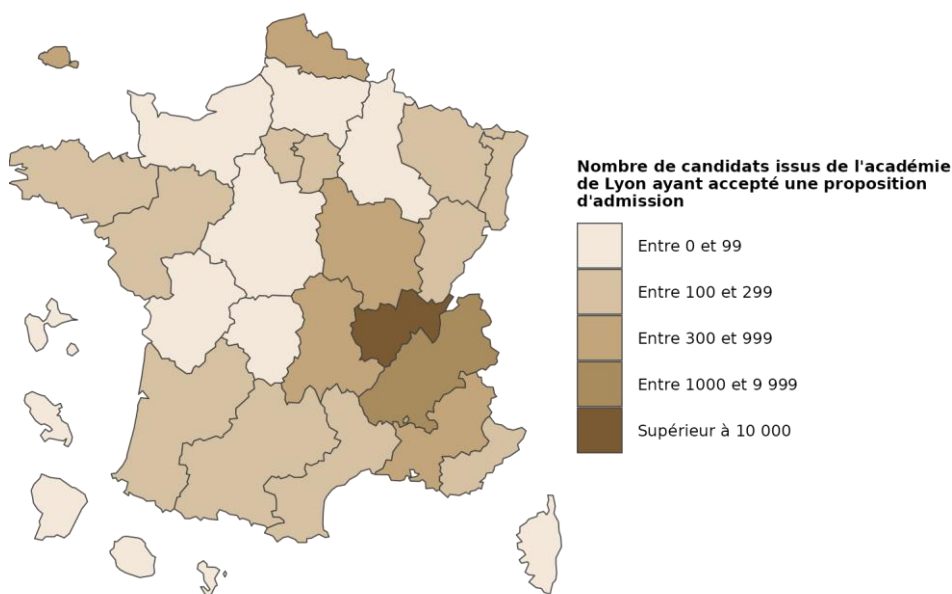 Nombre de candidats issus de l'académie
de Lyon ayant accepté une proposition
d'admission
Entre 0 et 99
Entre 100 et 299
Entre 300 et 999
Entre 1000 et 9 999
Supérieur à 10 000